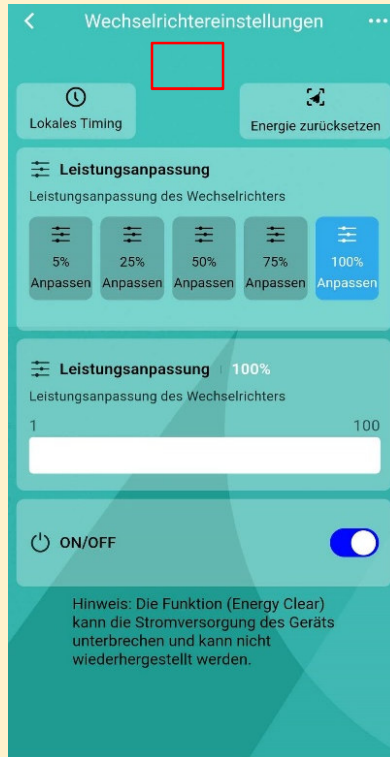 Wechselrichtereinstellungen
Lokales Timing
Energie zurücksetzen
Leistungsanpassung
Leistungsanpassung des Wechselrichters
5% 25% 50% 75% 100%
Anpassen Anpassen Anpassen Anpassen Anpassen
Leistungsanpassung 100%
Leistungsanpassung des Wechselrichters
1 100
ON/OFF
Hinweis: Die Funktion (Energy Clear)
kann die Stromversorgung des Geräts
unterbrechen und kann nicht
wiederhergestellt werden.